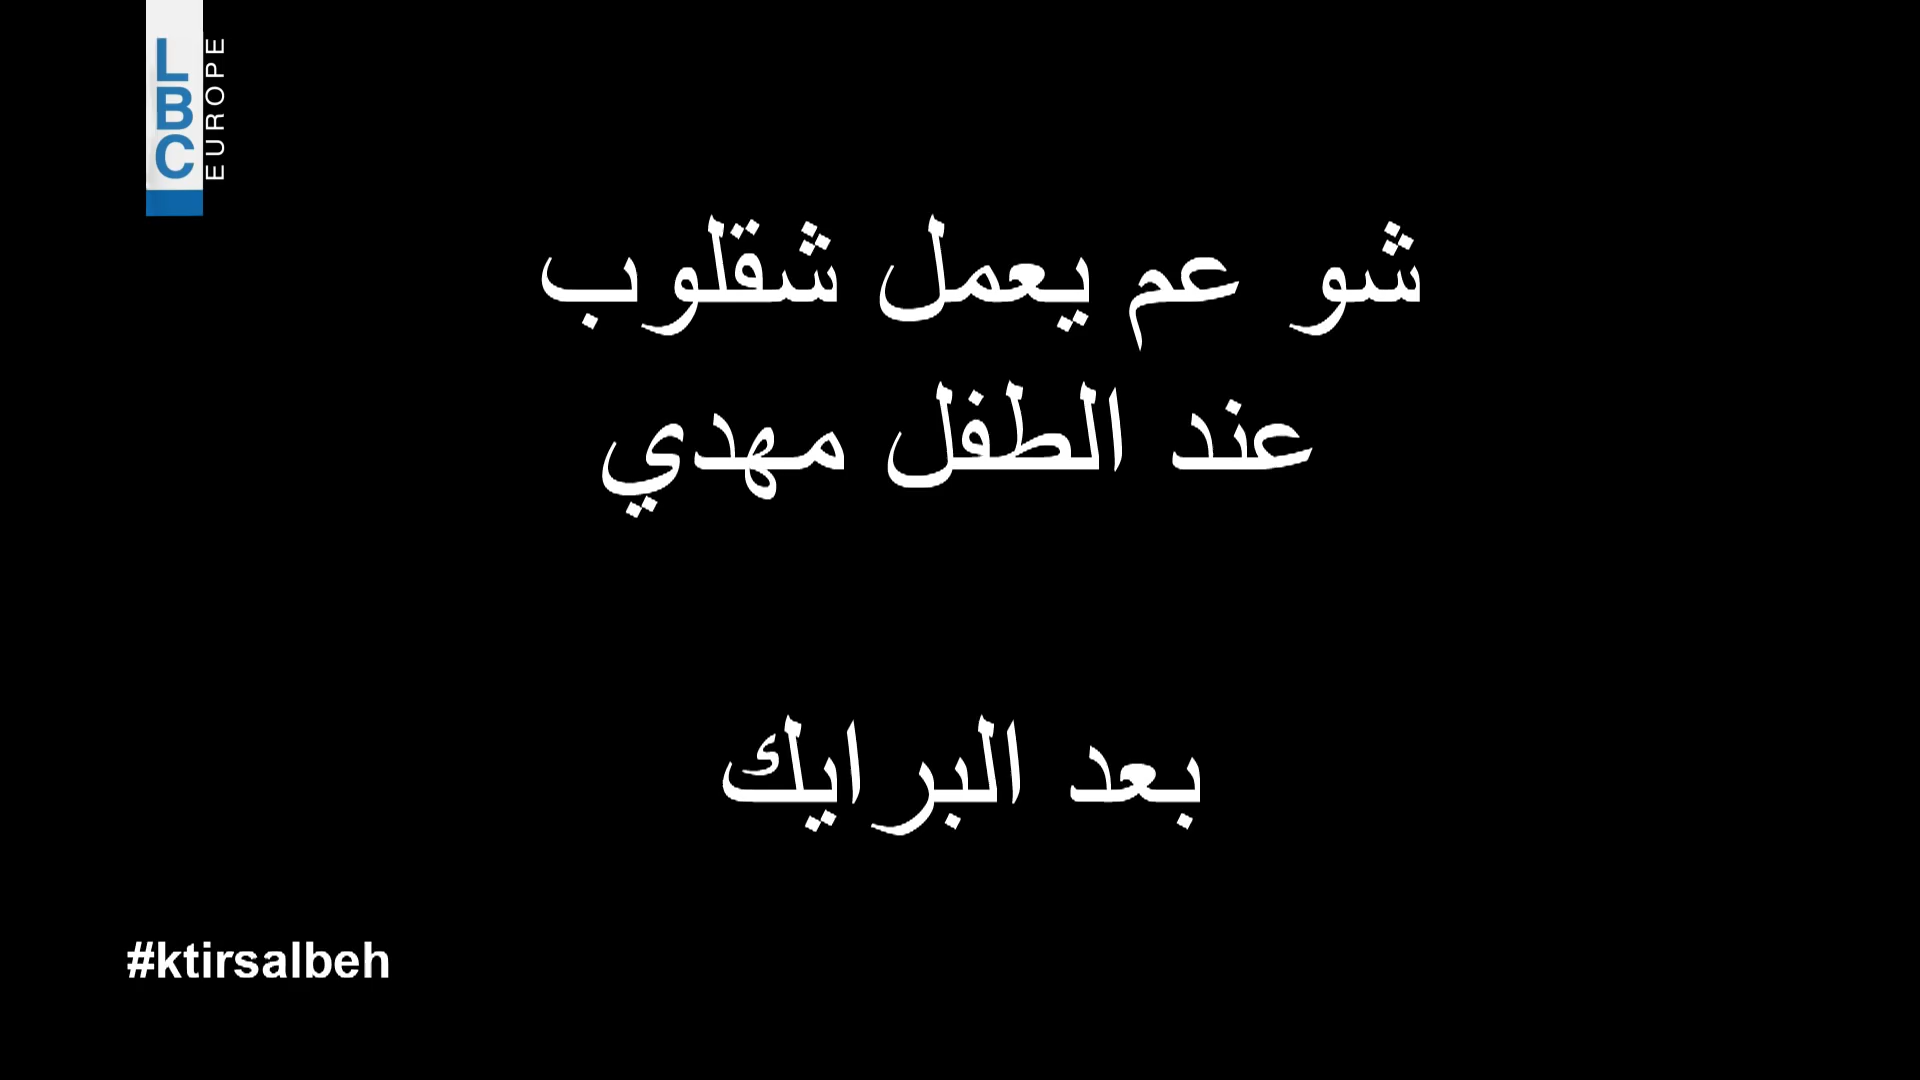 LBC
EUROPE
شو عم يعمل شقلوب
عند الطفل مهدي
بعد البرايك
#ktirsalbeh